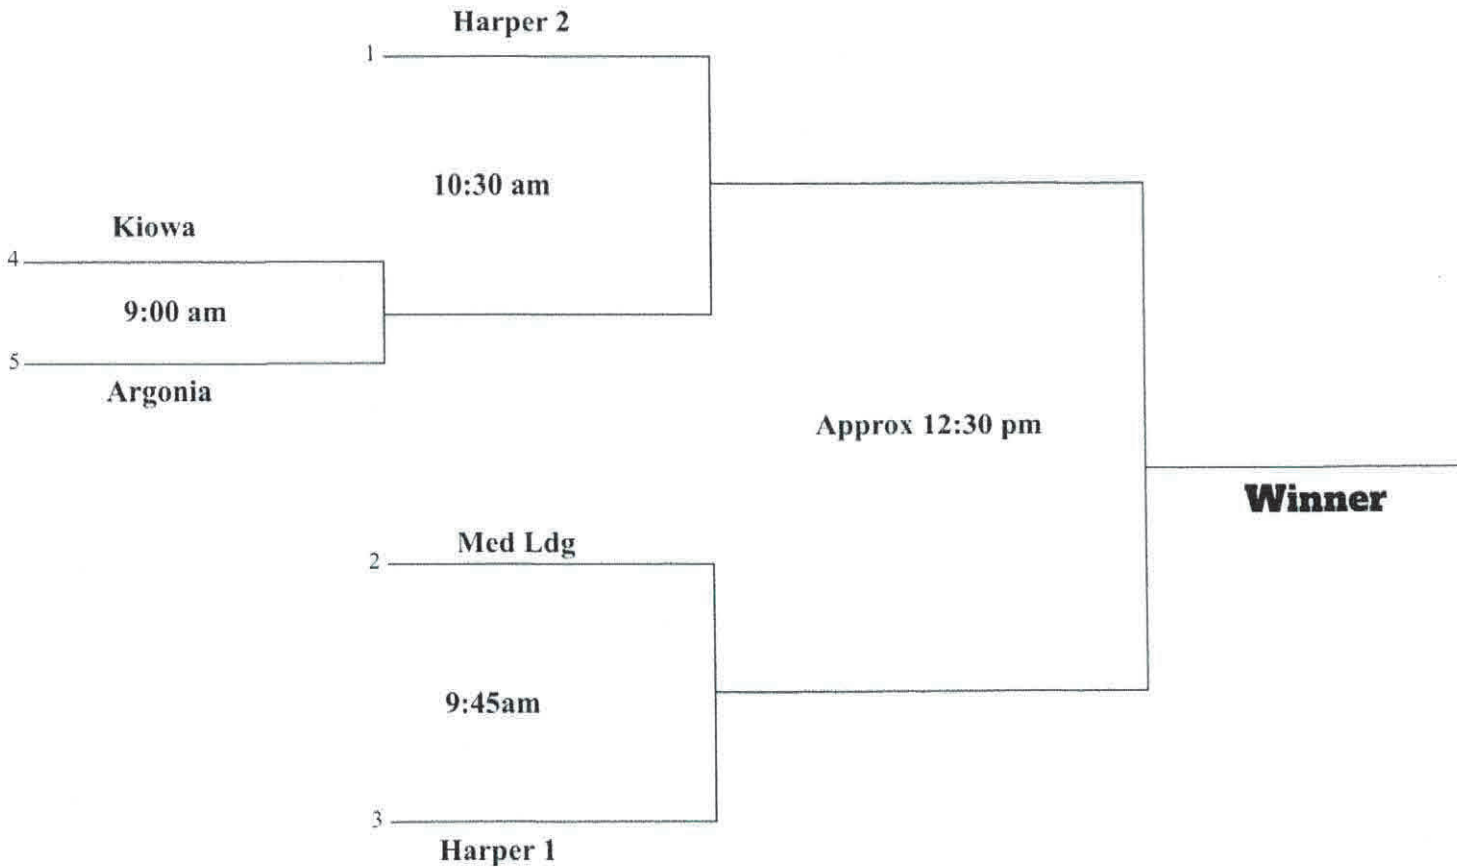 Harper 2
1
10:30 am
Kiowa
4
9:00 am
5
Argonia
Approx 12:30 pm
Winner
Med Ldg
2
9:45am
3
Harper 1